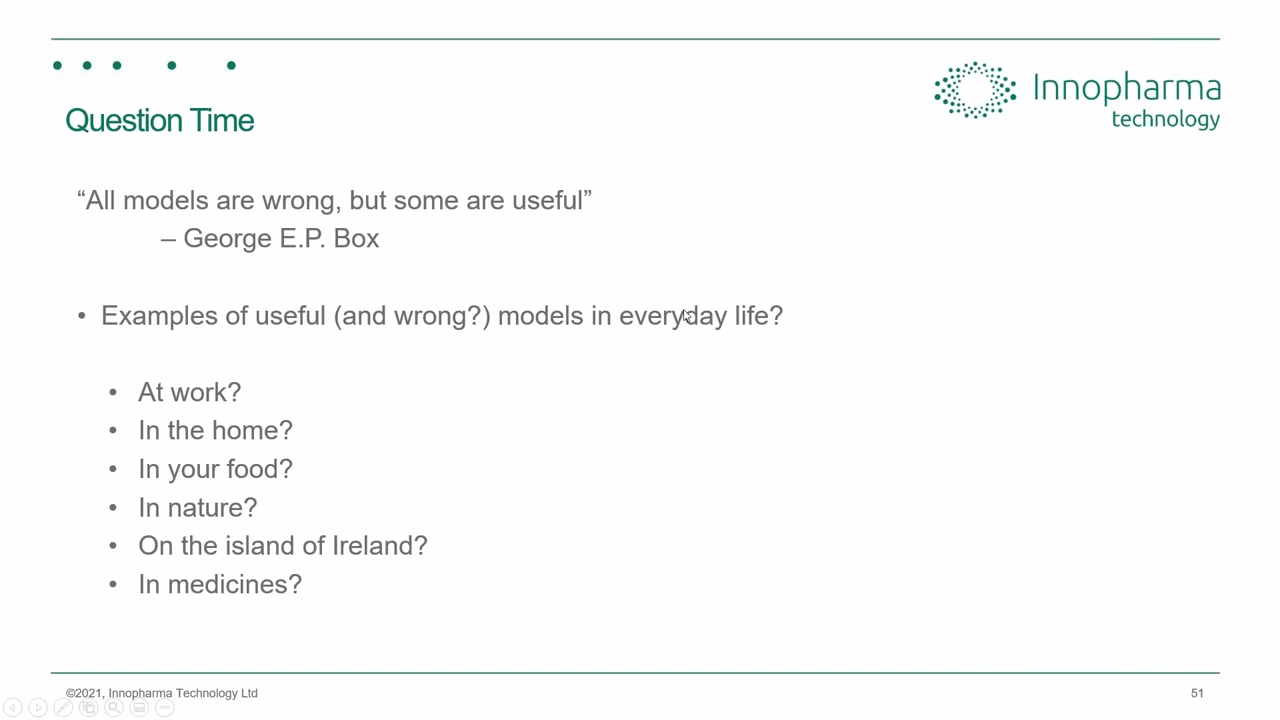 Innopharma
technology
Question Time
“All models are wrong, but some are useful”
– George E.P. Box
• Examples of useful (and wrong?) models in everyday life?
• At work?
• In the home?
• In your food?
• In nature?
• On the island of Ireland?
• In medicines?
©2021, Innopharma Technology Ltd
51